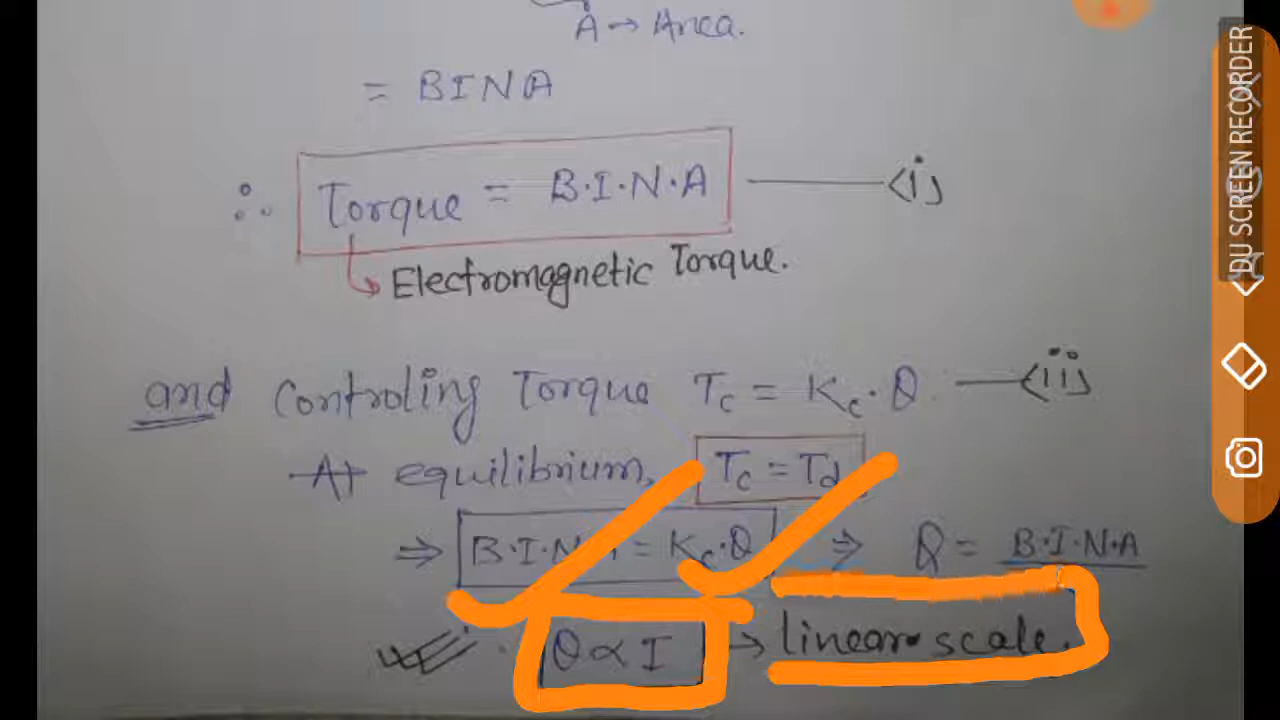 A → Area.
= BINA
∴ Torque = B.I.N.A —— (i)
↳ Electromagnetic Torque.
and Controling Torque Tc = Kc . θ —— (ii)
At equilibrium, Tc = Td
⇒ B.I.N.A = Kc.θ ⇒ θ = B.I.N.A
θ ∝ I → linear scale.
DU SCREEN RECORDER